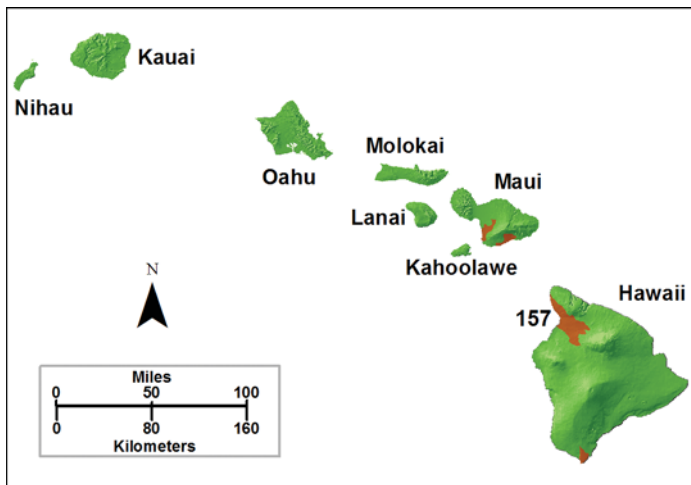 Kauai
Nihau
Oahu
Molokai
Maui
Lanai
Kahoolawe
Hawaii
157
N
Miles
0 50 100
0 80 160
Kilometers